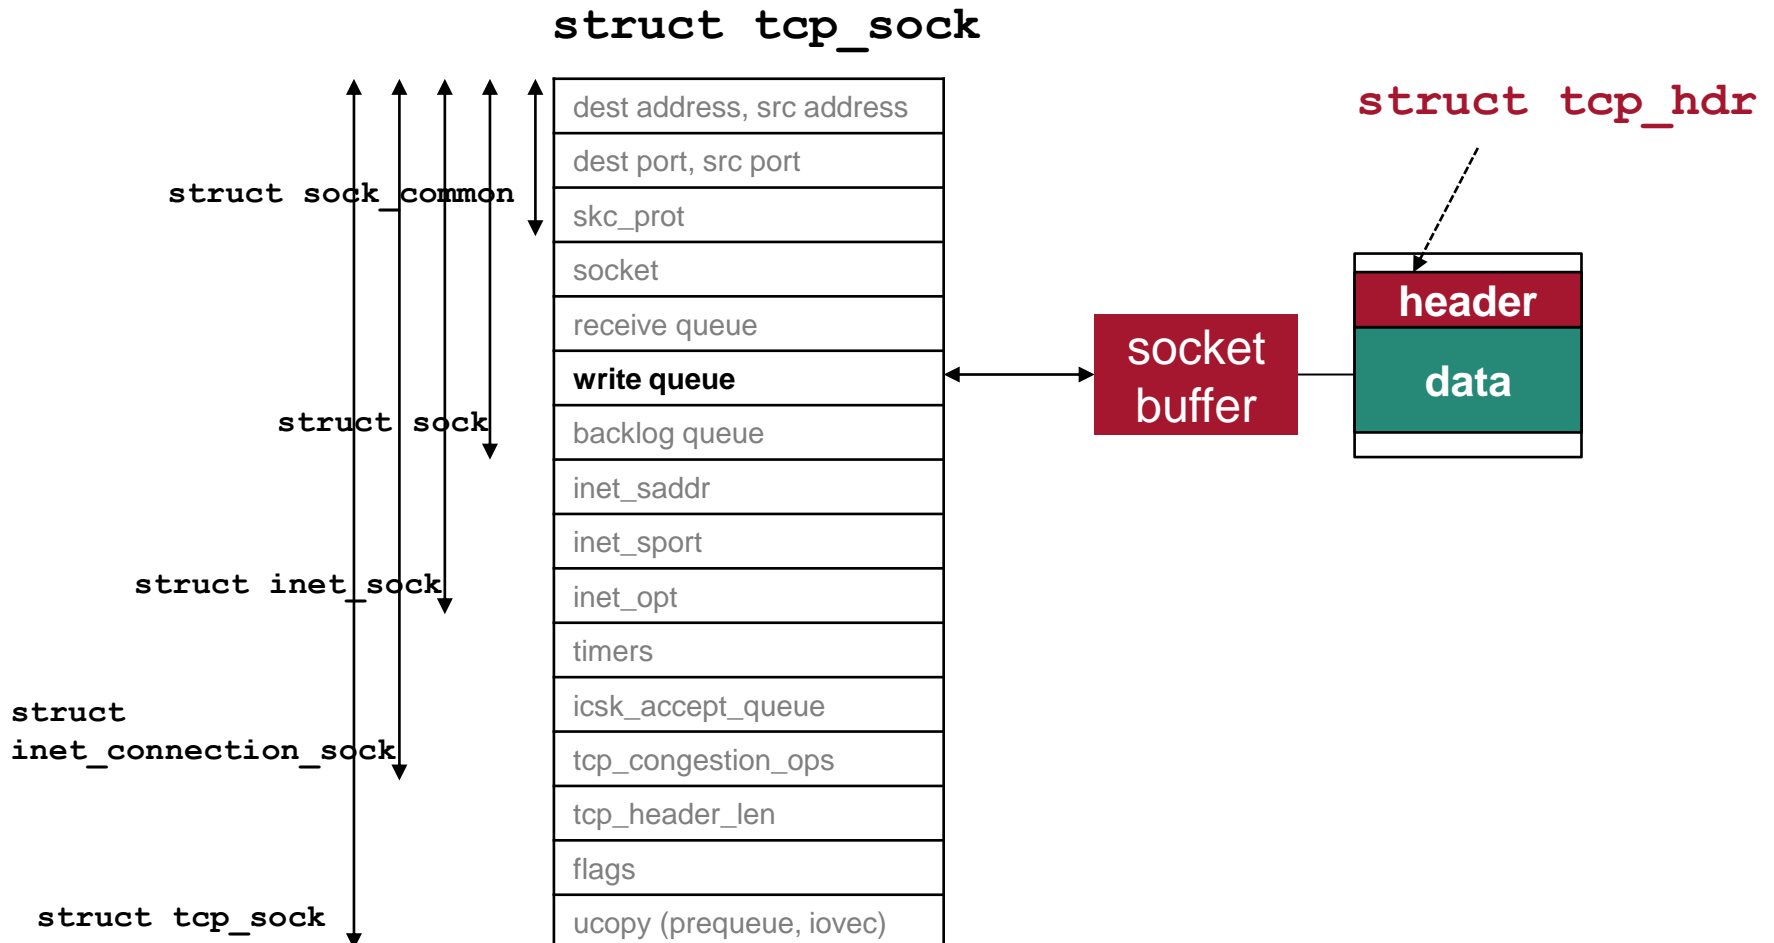 struct tcp_sock
dest address, src address
struct tcp_hdr
dest port, src port
struct sock_common
skc_prot
socket
header
receive queue
socket
buffer
write queue
data
struct sock
backlog queue
inet_saddr
inet_sport
struct inet_sock
inet_opt
timers
struct
inet_connection_sock
icsk_accept_queue
tcp_congestion_ops
tcp_header_len
flags
struct tcp_sock
ucopy (prequeue, iovec)